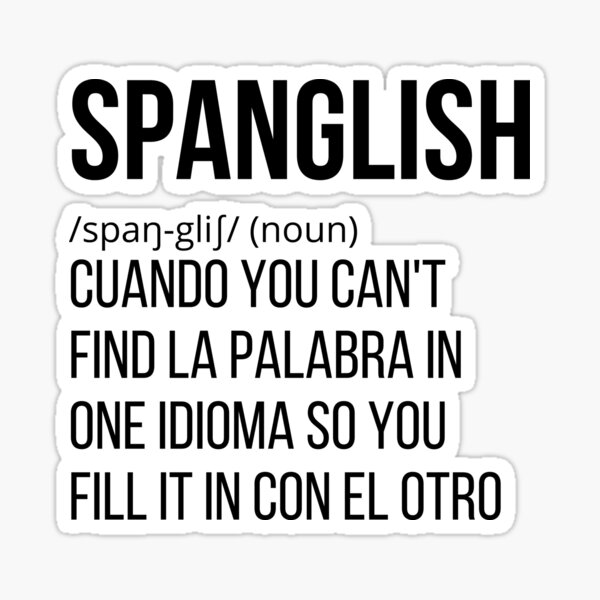 SPANGLISH
/spaŋ-gliʃ/ (noun)
CUANDO YOU CAN'T
FIND LA PALABRA IN
ONE IDIOMA SO YOU
FILL IT IN CON EL OTRO